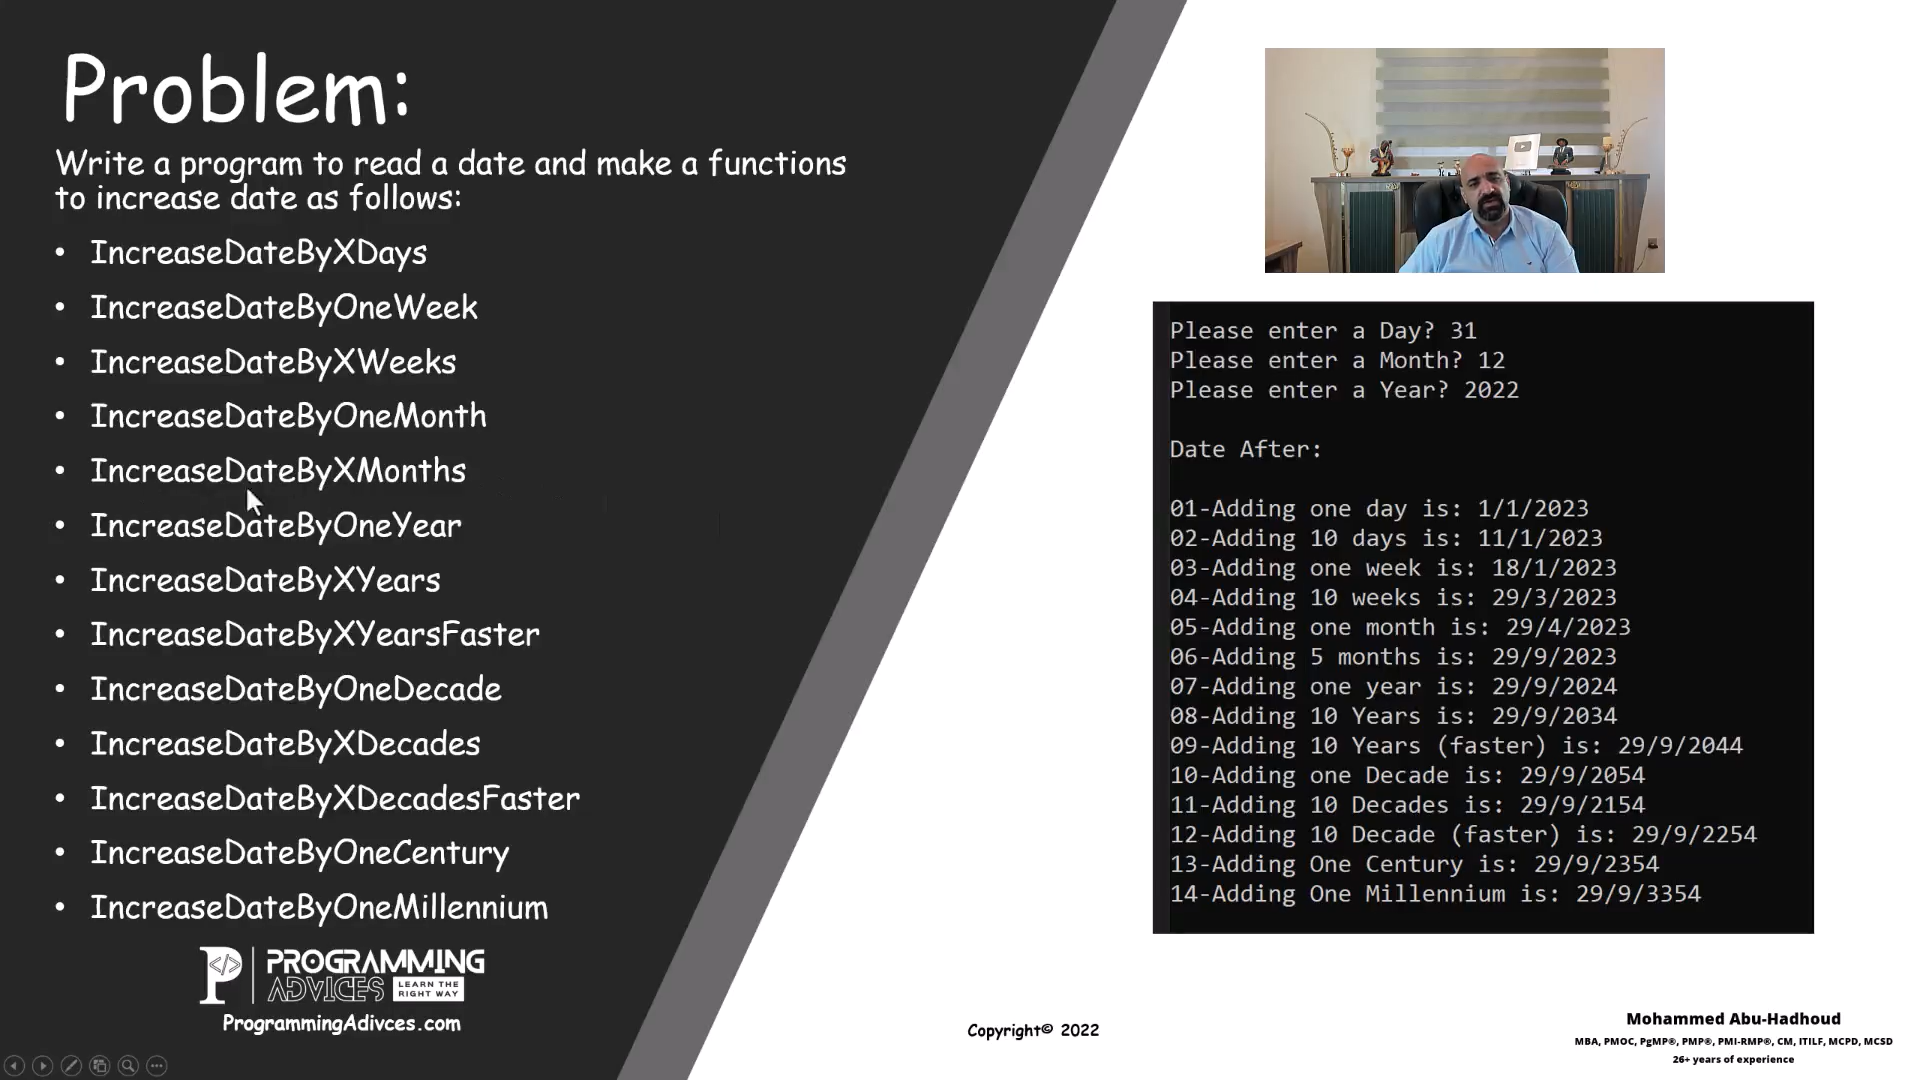 Problem:
Write a program to read a date and make a functions
to increase date as follows:
• IncreaseDateByXDays
• IncreaseDateByOneWeek
• IncreaseDateByXWeeks
• IncreaseDateByOneMonth
• IncreaseDateByXMonths
• IncreaseDateByOneYear
• IncreaseDateByXYears
• IncreaseDateByXYearsFaster
• IncreaseDateByOneDecade
• IncreaseDateByXDecades
• IncreaseDateByXDecadesFaster
• IncreaseDateByOneCentury
• IncreaseDateByOneMillennium
P </>
PROGRAMMING
ADVICES
LEARN THE
RIGHT WAY
ProgrammingAdivces.com
Please enter a Day? 31
Please enter a Month? 12
Please enter a Year? 2022
Date After:
01-Adding one day is: 1/1/2023
02-Adding 10 days is: 11/1/2023
03-Adding one week is: 18/1/2023
04-Adding 10 weeks is: 29/3/2023
05-Adding one month is: 29/4/2023
06-Adding 5 months is: 29/9/2023
07-Adding one year is: 29/9/2024
08-Adding 10 Years is: 29/9/2034
09-Adding 10 Years (faster) is: 29/9/2044
10-Adding one Decade is: 29/9/2054
11-Adding 10 Decades is: 29/9/2154
12-Adding 10 Decade (faster) is: 29/9/2254
13-Adding One Century is: 29/9/2354
14-Adding One Millennium is: 29/9/3354
Copyright© 2022
Mohammed Abu-Hadhoud
MBA, PMOC, PgMP®, PMP®, PMI-RMP®, CM, ITILF, MCPD, MCSD
26+ years of experience